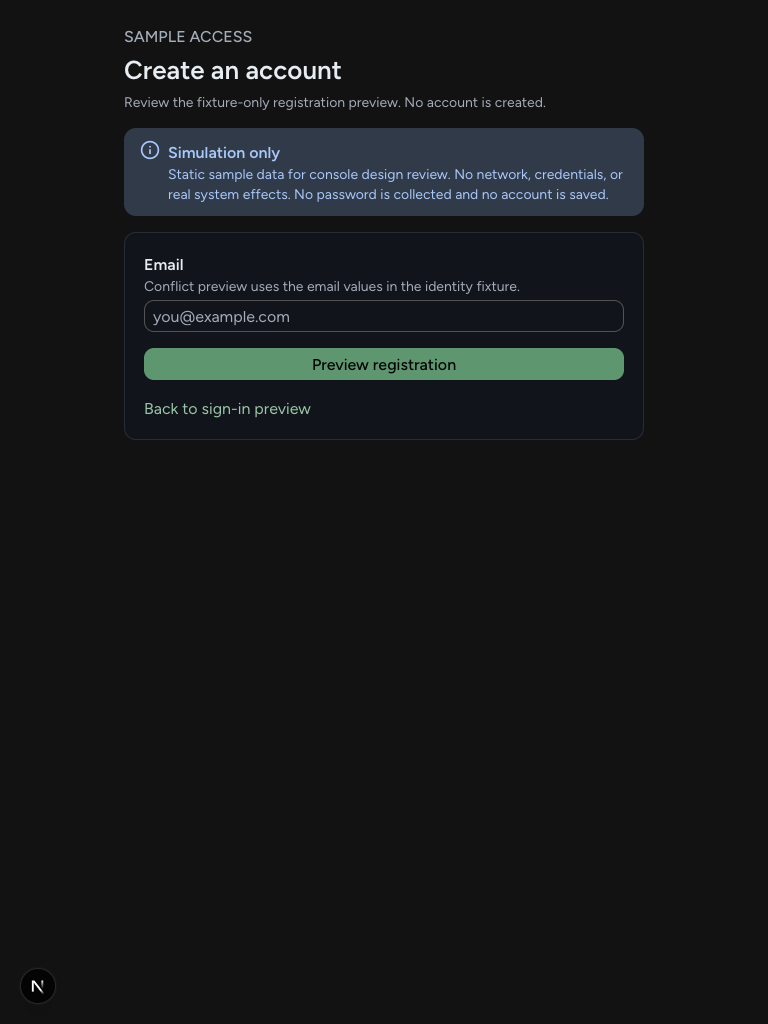 SAMPLE ACCESS
Create an account
Review the fixture-only registration preview. No account is created.
Simulation only
Static sample data for console design review. No network, credentials, or
real system effects. No password is collected and no account is saved.
Email
Conflict preview uses the email values in the identity fixture.
you@example.com
Preview registration
Back to sign-in preview
N